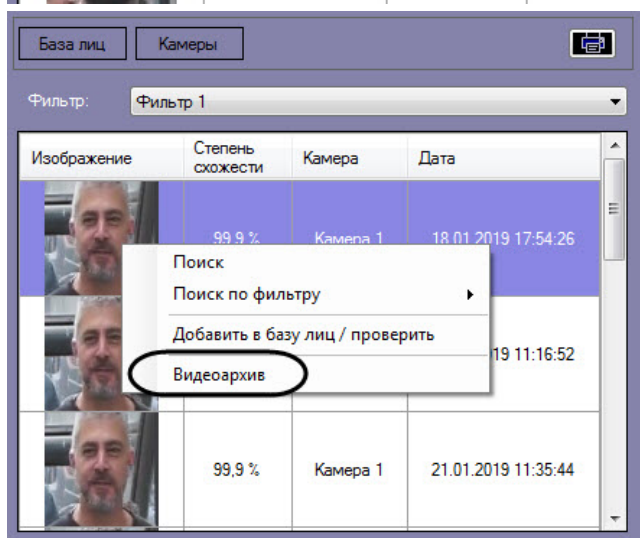 База лиц Камеры
Фильтр: Фильтр 1
Изображение Степень схожести Камера Дата
99,9 % Камера 1 18.01.2019 17:54:26
Поиск
Поиск по фильтру
Добавить в базу лиц / проверить
19 11:16:52
Видеоархив
99,9 % Камера 1 21.01.2019 11:35:44